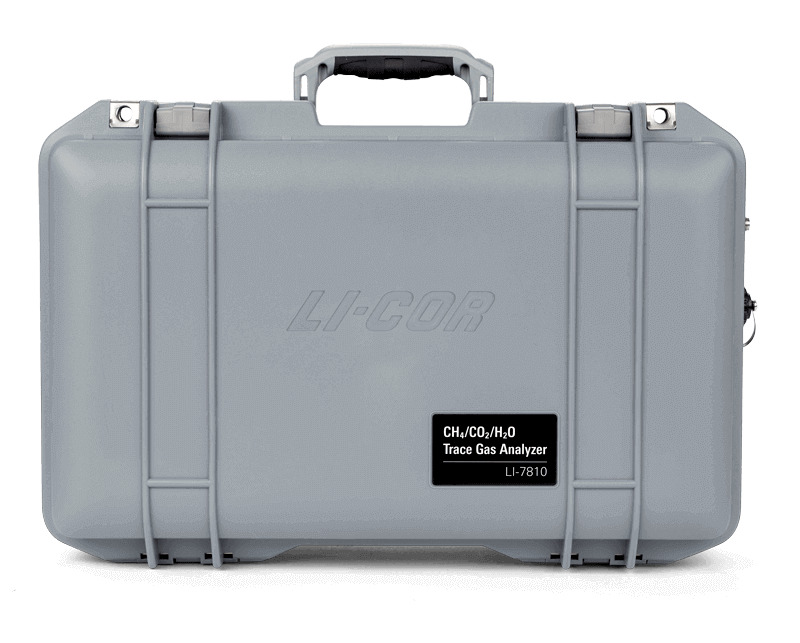 LI-COR
CH₄/CO₂/H₂O
Trace Gas Analyzer
LI-7810